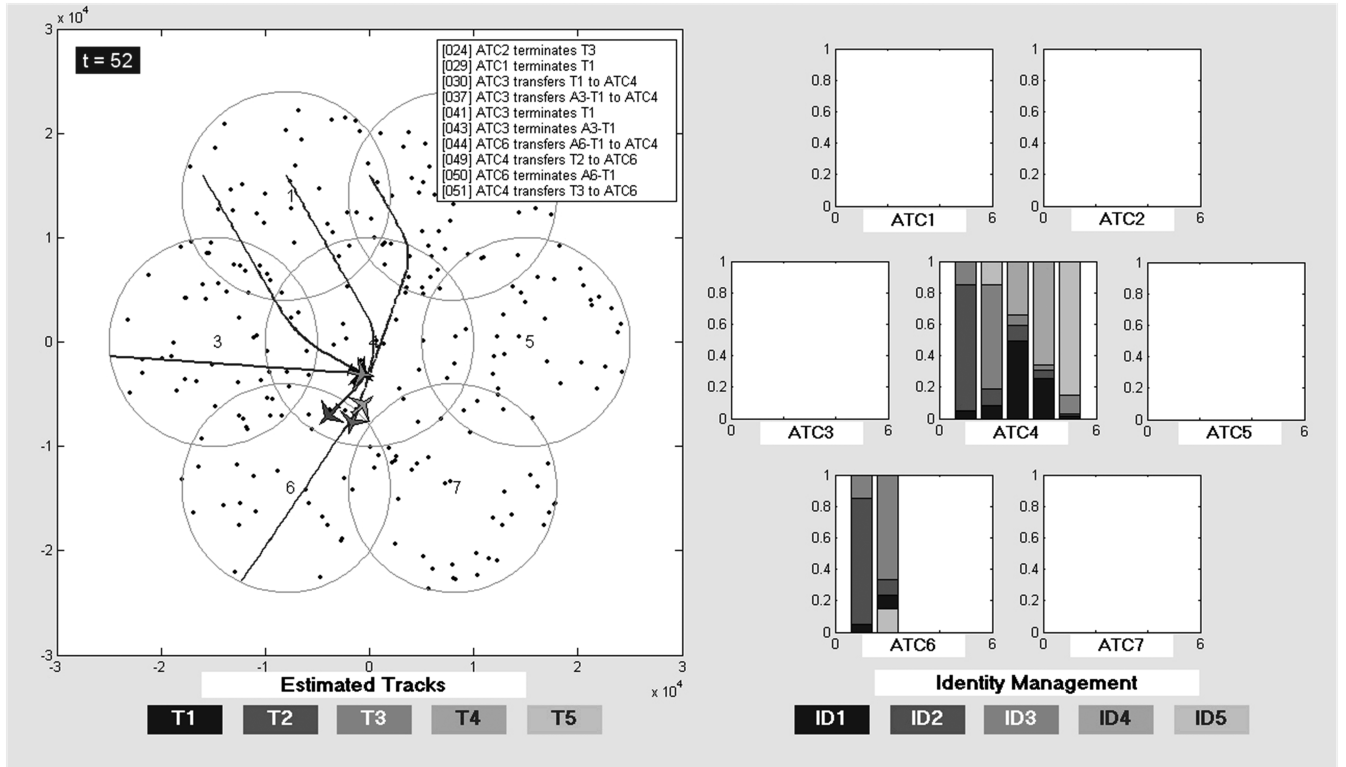 x 10^4
t = 52
[024] ATC2 terminates T3
[029] ATC1 terminates T1
[030] ATC3 transfers T1 to ATC4
[037] ATC3 transfers A3-T1 to ATC4
[041] ATC3 terminates T1
[043] ATC3 terminates A3-T1
[044] ATC6 transfers A6-T1 to ATC4
[049] ATC4 transfers T2 to ATC6
[050] ATC6 terminates A6-T1
[051] ATC4 transfers T3 to ATC6
3
2
1
0
-1
-2
-3
1
3
4
5
6
7
-3 -2 -1 0 1 2 3
x 10^4
Estimated Tracks
T1 T2 T3 T4 T5
1
0.8
0.6
0.4
0.2
0
0 ATC1 6
1
0.8
0.6
0.4
0.2
0
0 ATC2 6
1
0.8
0.6
0.4
0.2
0
0 ATC3 6
1
0.8
0.6
0.4
0.2
0
0 ATC4 6
1
0.8
0.6
0.4
0.2
0
0 ATC5 6
1
0.8
0.6
0.4
0.2
0
0 ATC6 6
1
0.8
0.6
0.4
0.2
0
0 ATC7 6
Identity Management
ID1 ID2 ID3 ID4 ID5